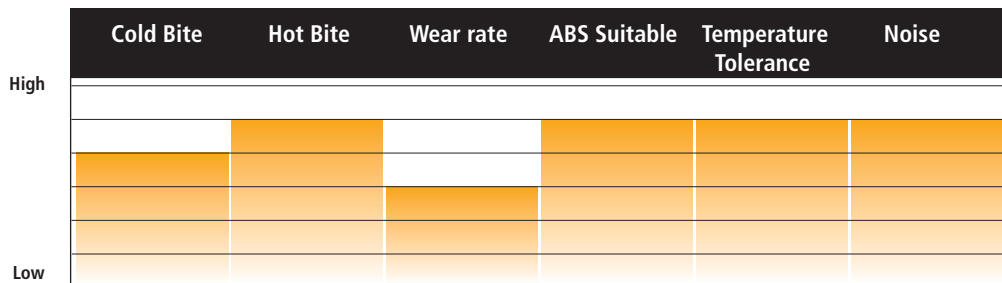 Cold Bite Hot Bite Wear rate ABS Suitable Temperature Tolerance Noise
High
Low